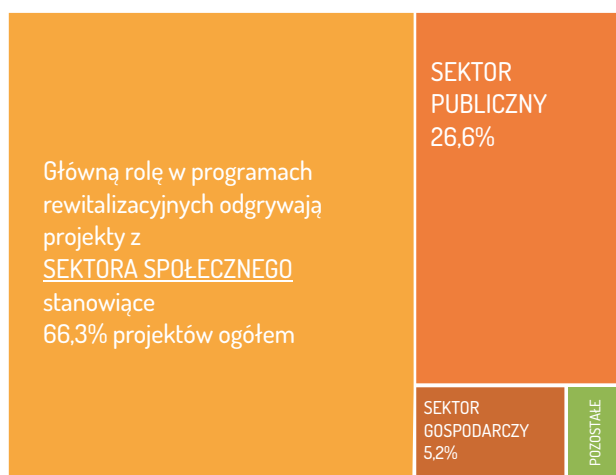 Główną rolę w programach
rewitalizacyjnych odgrywają
projekty z
SEKTORA SPOŁECZNEGO
stanowiące
66,3% projektów ogółem
SEKTOR
PUBLICZNY
26,6%
SEKTOR
GOSPODARCZY
5,2%
POZOSTAŁE